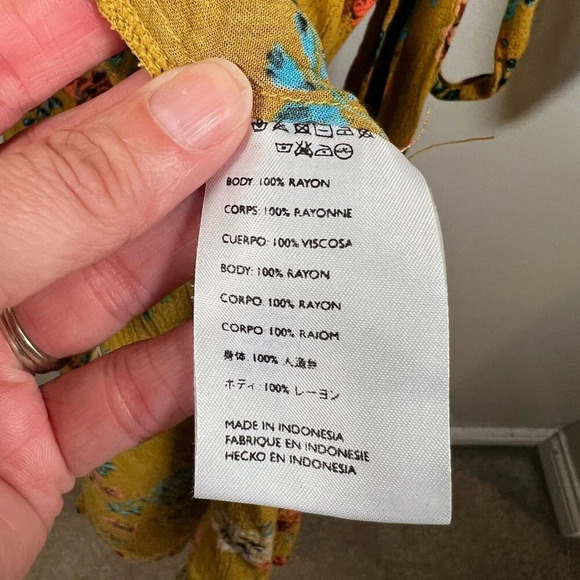 BODY: 100% RAYON
CORPS: 100% RAYONNE
CUERPO: 100% VISCOSA
BODY: 100% RAYON
CORPO: 100% RAYON
CORPO: 100% RAIOM
身体: 100% 人造
ボディ: 100% レーヨン
MADE IN INDONESIA
FABRIQUE EN INDONESIE
HECKO EN INDONESIA